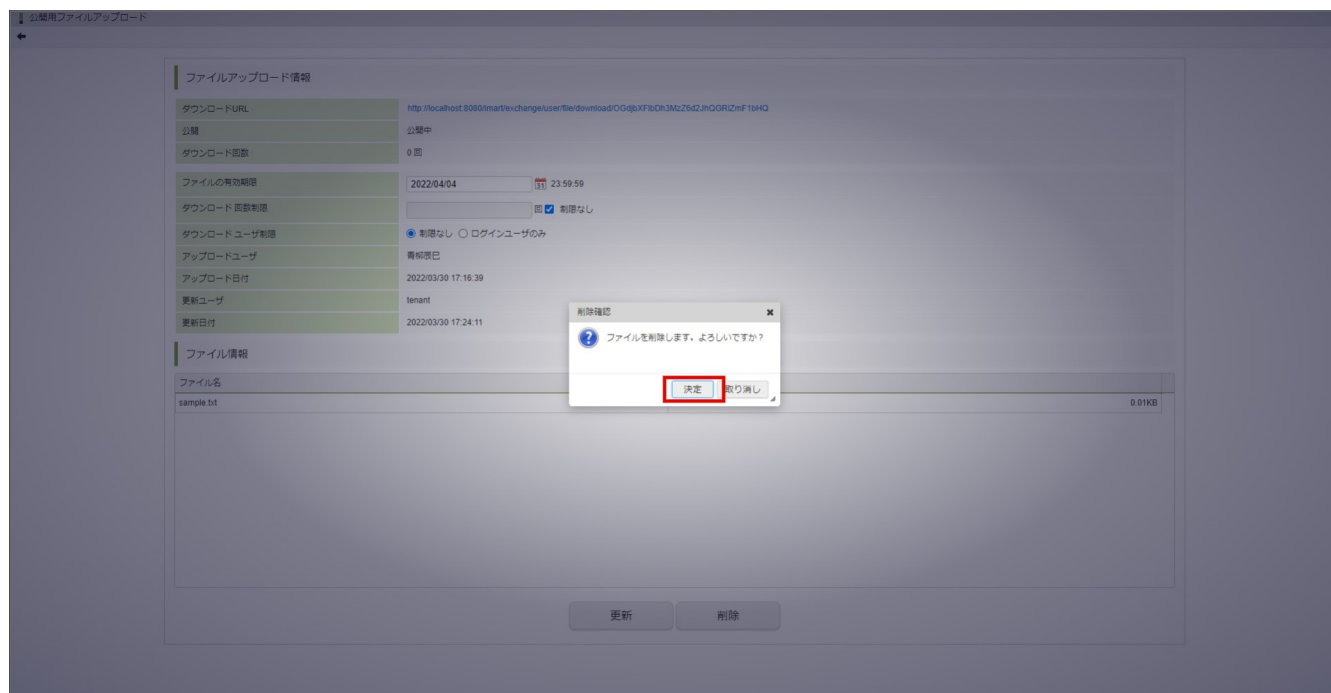 公開用ファイルアップロード
ファイルアップロード情報
ダウンロードURL
公開 公開中
ダウンロード回数 0 回
ファイルの有効期限 2022/04/04 23:59:59
ダウンロード 回数制限 回 制限なし
ダウンロード ユーザ制限 制限なし ログインユーザのみ
アップロードユーザ 青柳辰巳
アップロード日付 2022/03/30 17:16:39
更新ユーザ tenant
更新日付 2022/03/30 17:24:11
削除確認
ファイルを削除します。よろしいですか?
決定 取り消し
ファイル情報
ファイル名
sample.txt 0.01KB
更新 削除